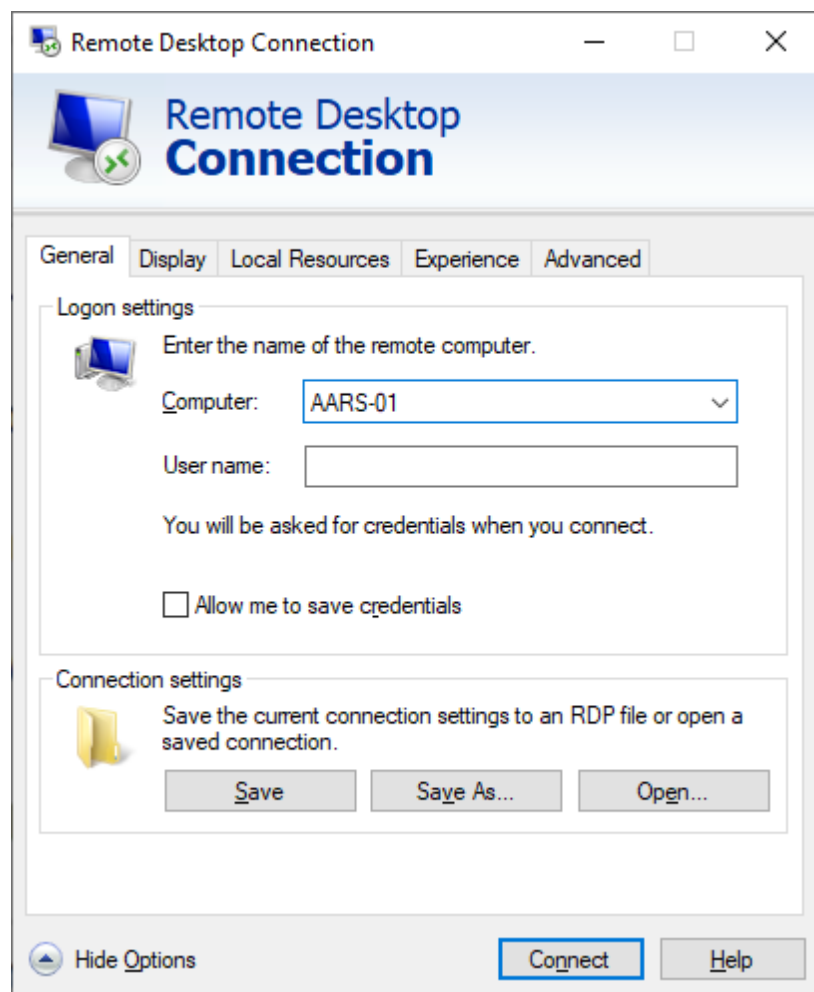 Remote Desktop Connection
Remote Desktop
Connection
General Display Local Resources Experience Advanced
Logon settings
Enter the name of the remote computer.
Computer: AARS-01
User name:
You will be asked for credentials when you connect.
Allow me to save credentials
Connection settings
Save the current connection settings to an RDP file or open a
saved connection.
Save Save As... Open...
Hide Options Connect Help